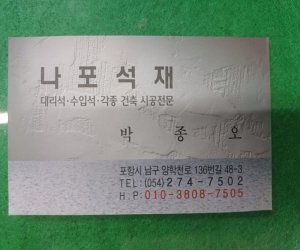 나포석재
대리석·수입석·각종 건축 시공전문
박종오
포항시 남구 양학천로 136번길 48-3
TEL: (054) 274-7502
H.P: 010-3808-7505